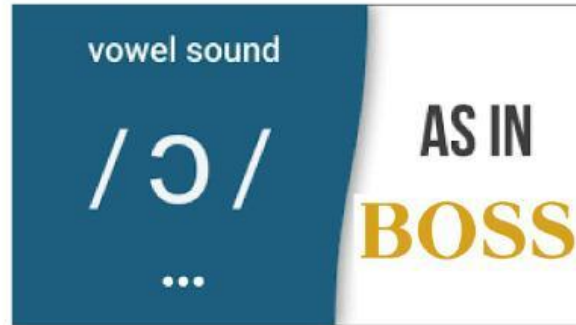 vowel sound
/ ɔ /
...
AS IN
BOSS